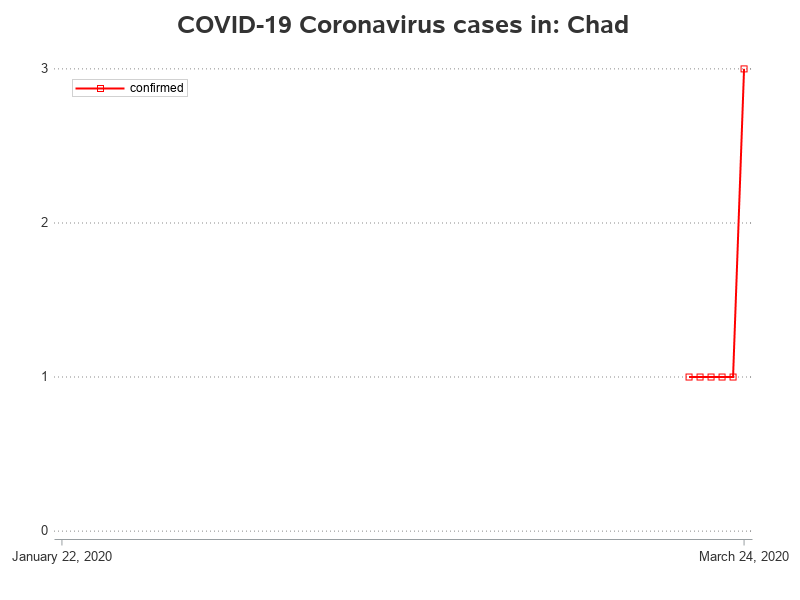 COVID-19 Coronavirus cases in: Chad
3
confirmed
2
1
0
January 22, 2020
March 24, 2020